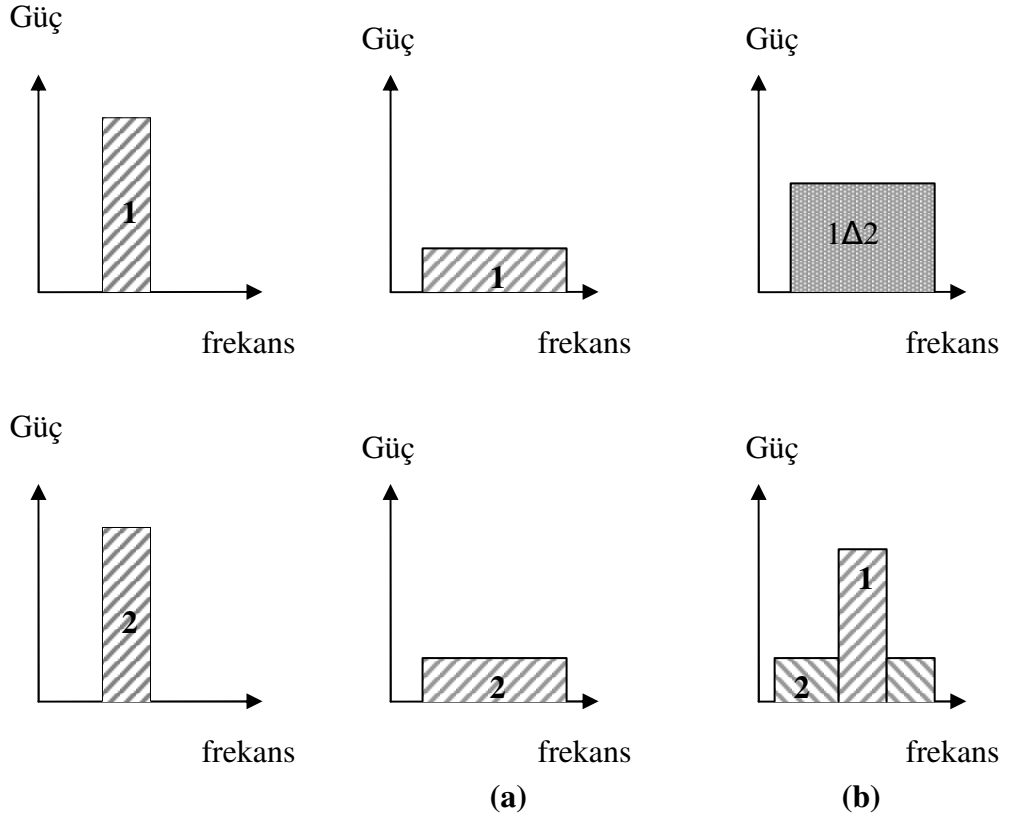 Güç
Güç
Güç
1
1
1Δ2
frekans
frekans
frekans
Güç
Güç
Güç
2
2
1
2
frekans
frekans
frekans
(a)
(b)